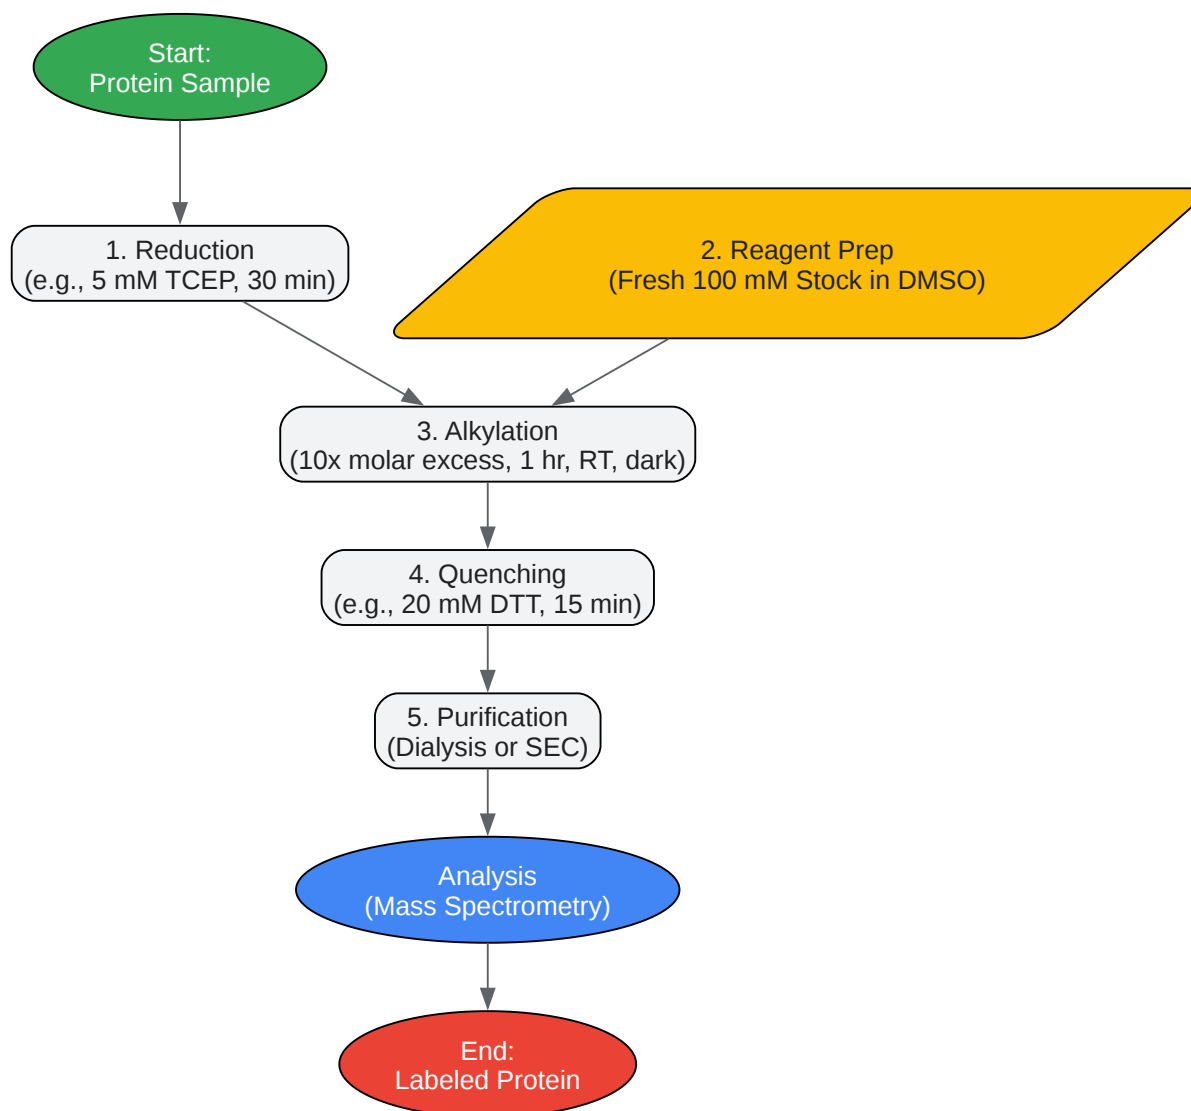 Start:
Protein Sample
1. Reduction
(e.g., 5 mM TCEP, 30 min)
2. Reagent Prep
(Fresh 100 mM Stock in DMSO)
3. Alkylation
(10x molar excess, 1 hr, RT, dark)
4. Quenching
(e.g., 20 mM DTT, 15 min)
5. Purification
(Dialysis or SEC)
Analysis
(Mass Spectrometry)
End:
Labeled Protein